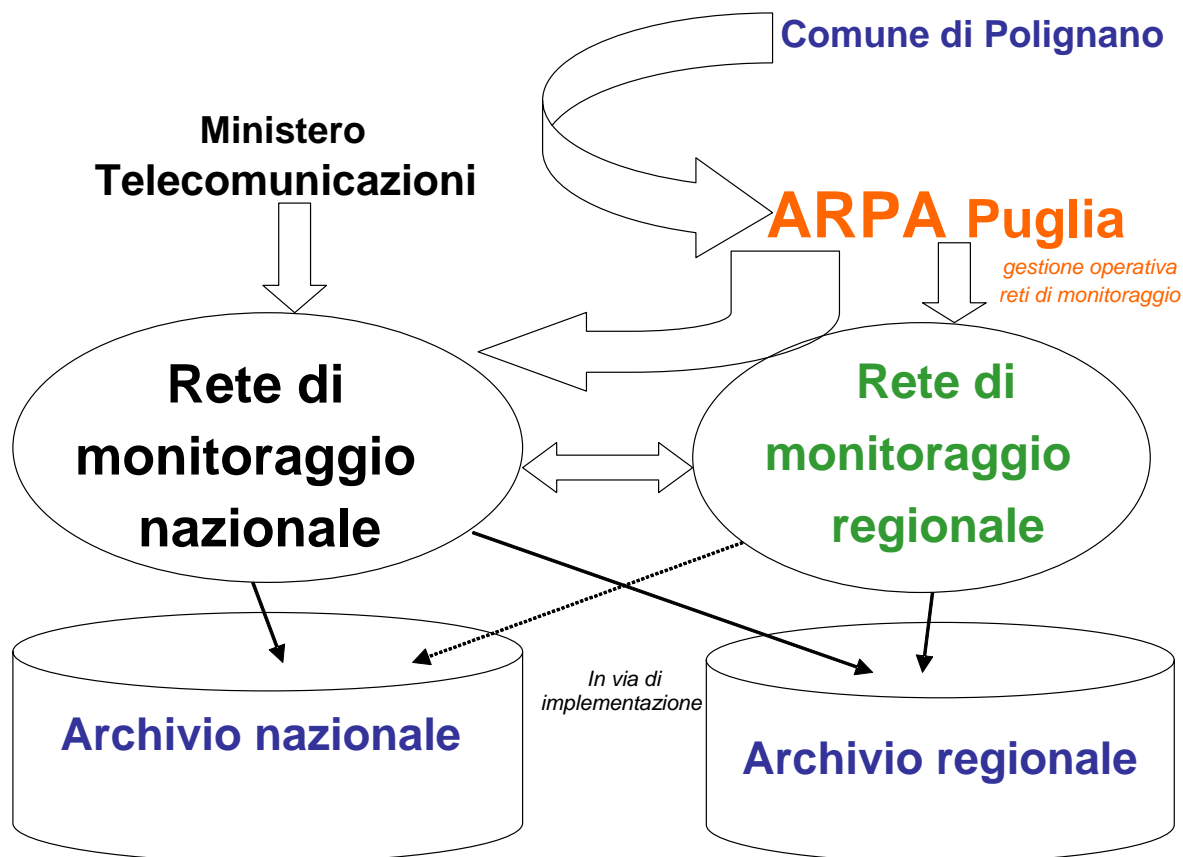 Comune di Polignano
Ministero
Telecomunicazioni
ARPA Puglia
gestione operativa
reti di monitoraggio
Rete di
monitoraggio
nazionale
Rete di
monitoraggio
regionale
In via di
implementazione
Archivio nazionale
Archivio regionale